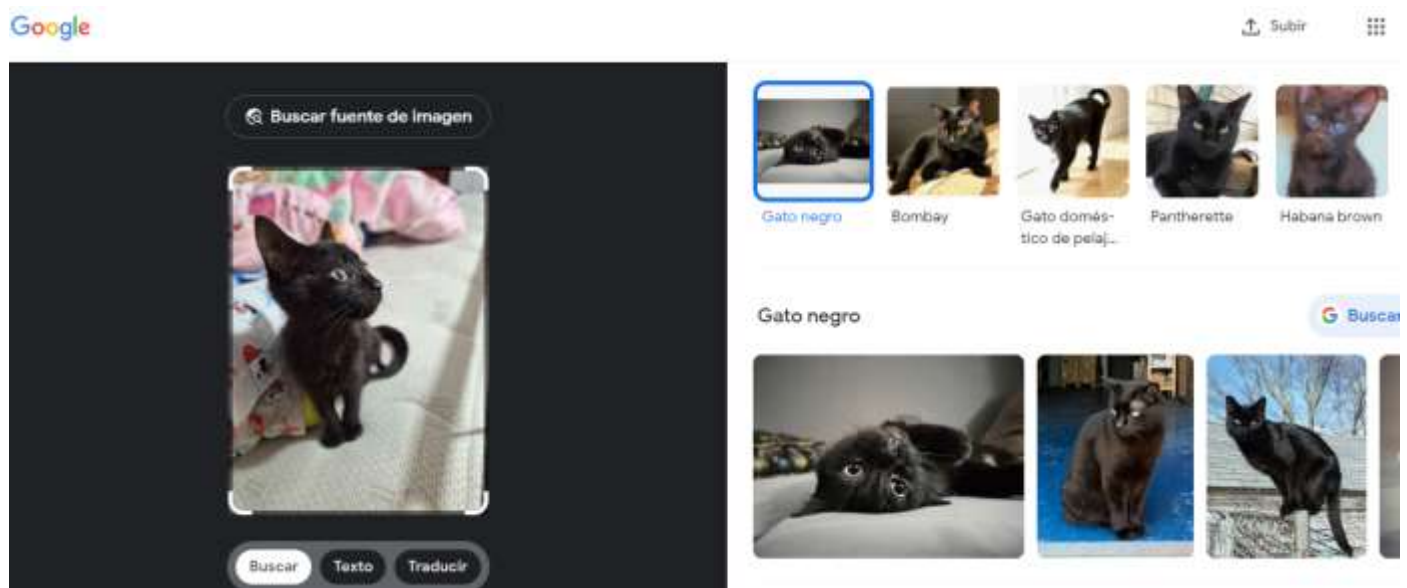 Google
Subir
Buscar fuente de imagen
Gato negro
Bombay
Gato domés-
tico de pelaj...
Pantherette
Habana brown
Gato negro
Buscar
Buscar
Texto
Traducir